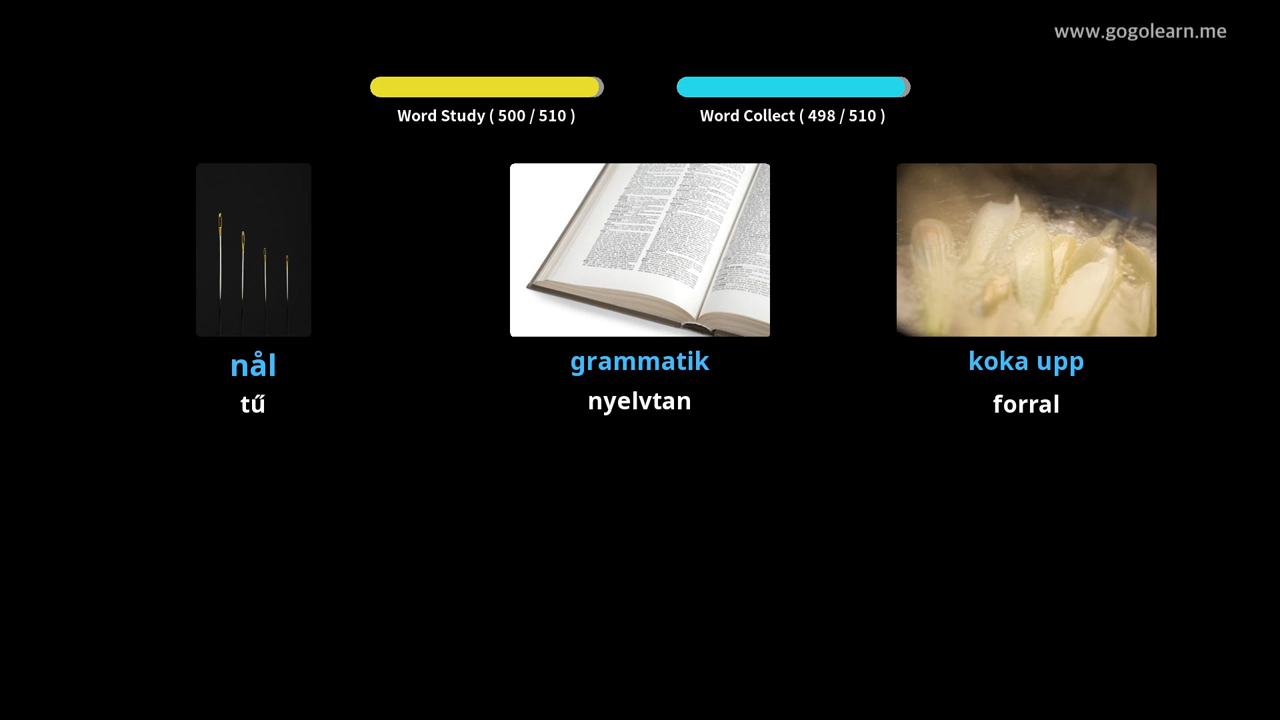 www.gogolearn.me
Word Study ( 500 / 510 )
Word Collect ( 498 / 510 )
nål
grammatik
koka upp
tű
nyelvtan
forral